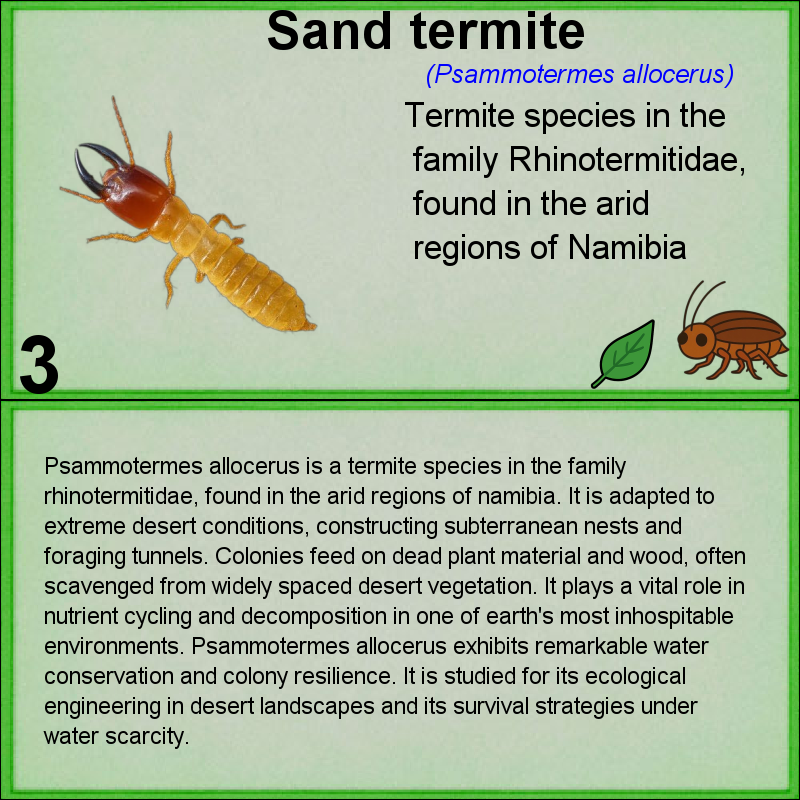 Sand termite
(Psammotermes allocerus)
Termite species in the
family Rhinotermitidae,
found in the arid
regions of Namibia
3
Psammotermes allocerus is a termite species in the family
rhinotermitidae, found in the arid regions of namibia. It is adapted to
extreme desert conditions, constructing subterranean nests and
foraging tunnels. Colonies feed on dead plant material and wood, often
scavenged from widely spaced desert vegetation. It plays a vital role in
nutrient cycling and decomposition in one of earth's most inhospitable
environments. Psammotermes allocerus exhibits remarkable water
conservation and colony resilience. It is studied for its ecological
engineering in desert landscapes and its survival strategies under
water scarcity.